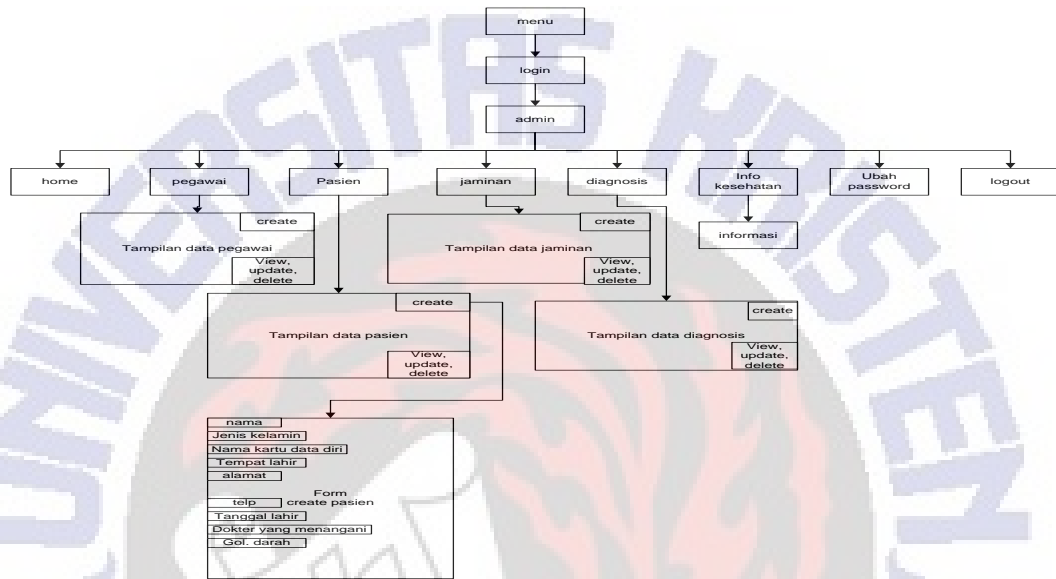 menu
login
admin
home
pegawai
Pasien
jaminan
diagnosis
Info
kesehatan
Ubah
password
logout
create
Tampilan data pegawai
View,
update,
delete
create
Tampilan data jaminan
View,
update,
delete
informasi
create
Tampilan data pasien
View,
update,
delete
create
Tampilan data diagnosis
View,
update,
delete
nama
Jenis kelamin
Nama kartu data diri
Tempat lahir
alamat
Form
create pasien
telp
Tanggal lahir
Dokter yang menangani
Gol. darah
UNIVERSITAS KRISTEN